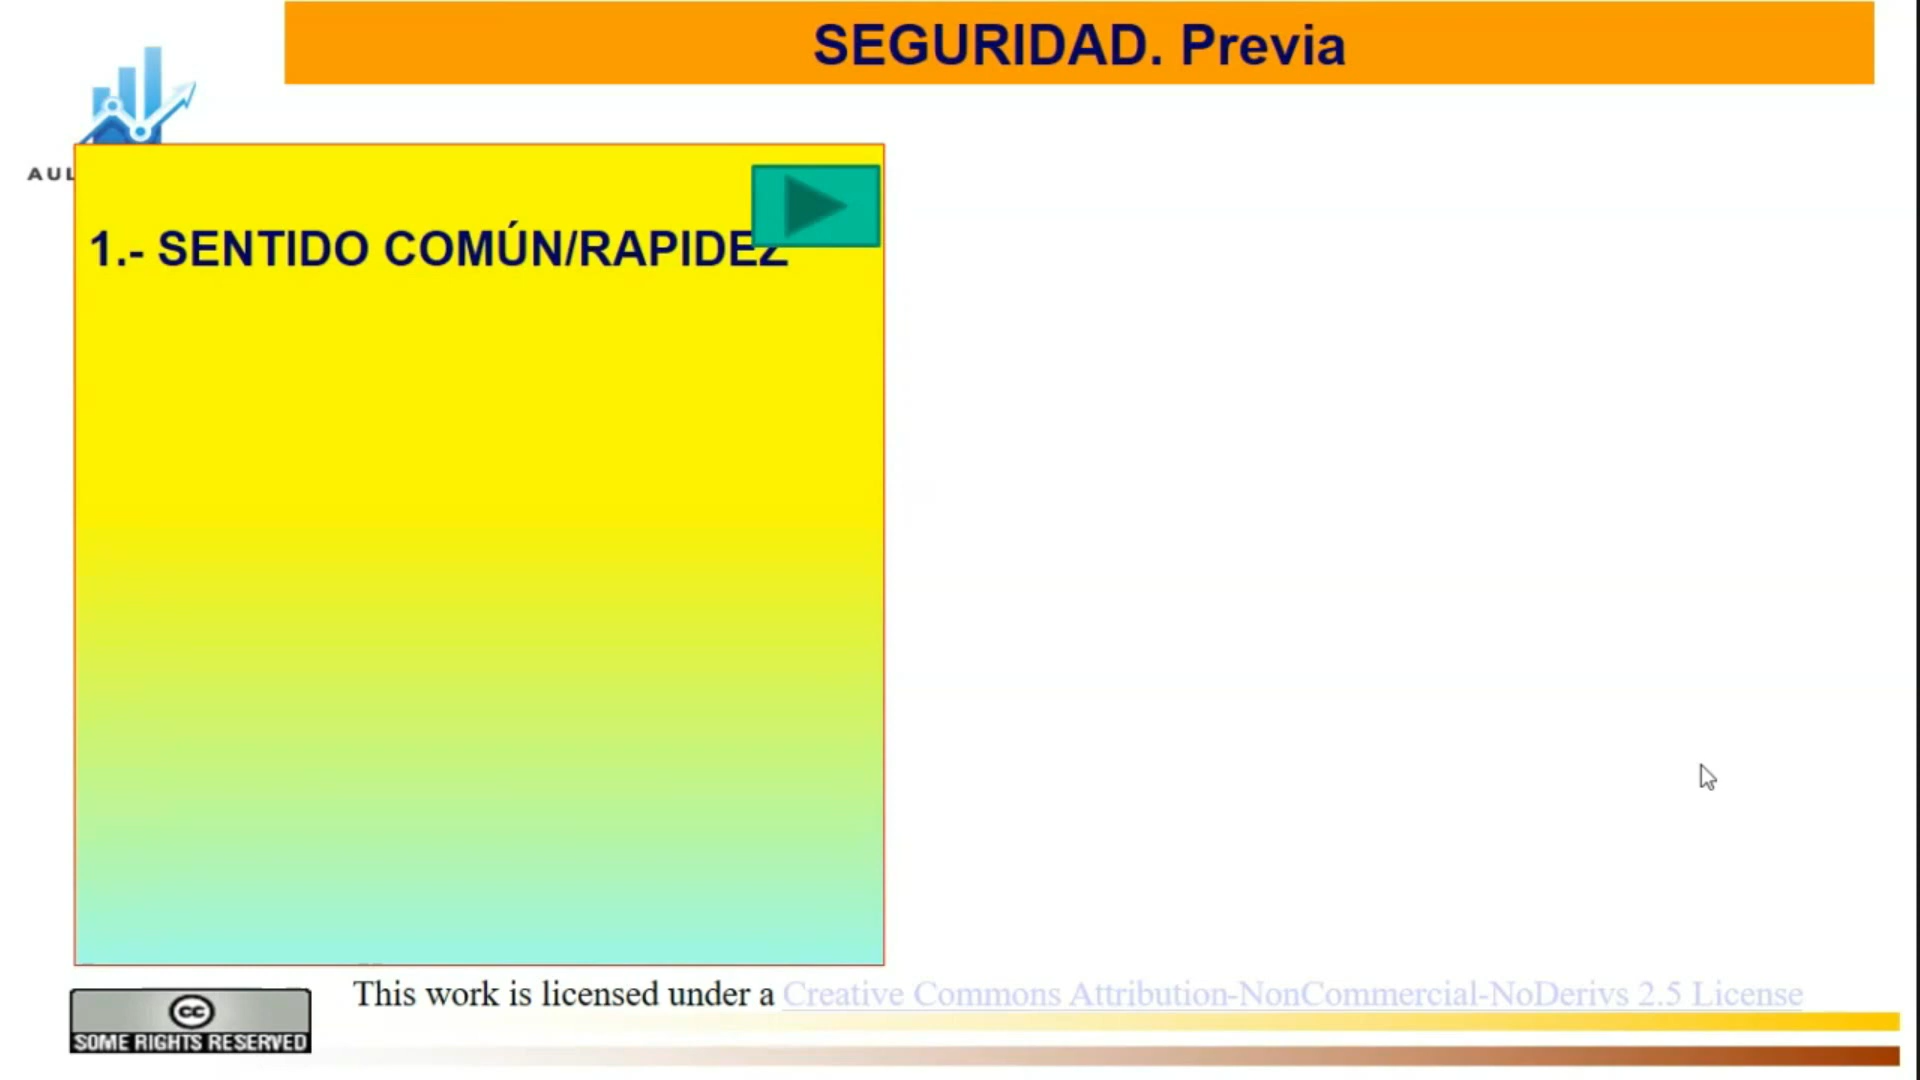 SEGURIDAD. Previa
AUL
1.- SENTIDO COMÚN/RAPIDEZ
This work is licensed under a Creative Commons Attribution-NonCommercial-NoDerivs 2.5 License
cc
SOME RIGHTS RESERVED